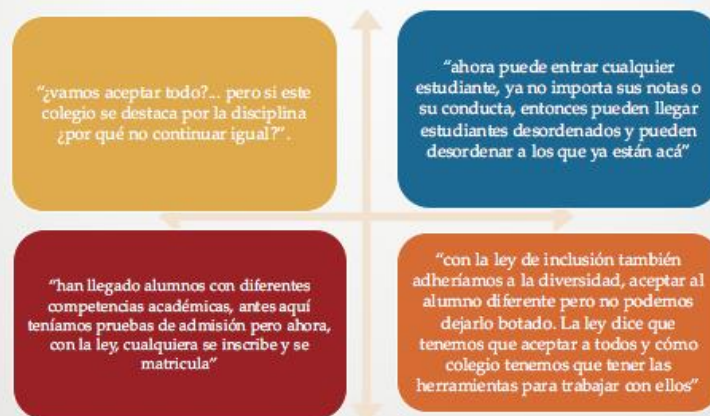 “¿vamos aceptar todo?... pero si este
colegio se destaca por la disciplina
¿por qué no continuar igual?”.
“ahora puede entrar cualquier
estudiante, ya no importa sus notas o
su conducta, entonces pueden llegar
estudiantes desordenados y pueden
desordenar a los que ya están acá”
“han llegado alumnos con diferentes
competencias académicas, antes aquí
teníamos pruebas de admisión pero ahora,
con la ley, cualquiera se inscribe y se
matricula”
“con la ley de inclusión también
adheríamos a la diversidad, aceptar al
alumno diferente pero no podemos
dejarlo botado. La ley dice que
tenemos que aceptar a todos y cómo
colegio tenemos que tener las
herramientas para trabajar con ellos”